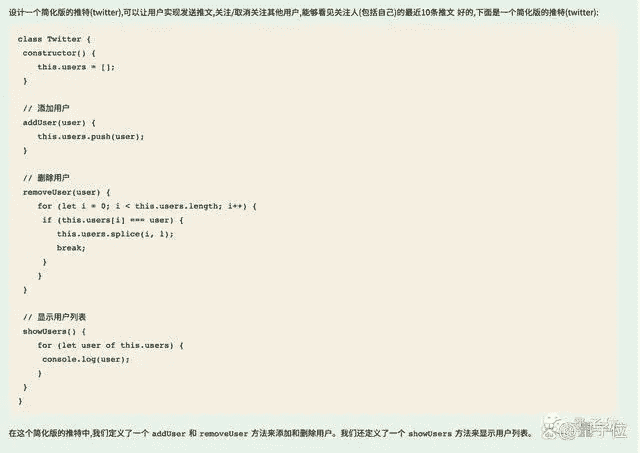 设计一个简化版的推特(twitter),可以让用户实现发送推文,关注/取消关注其他用户,能够看见关注人(包括自己)的最近10条推文 好的,下面是一个简化版的推特(twitter):
class Twitter {
constructor() {
this.users = [];
}
// 添加用户
addUser(user) {
this.users.push(user);
}
// 删除用户
removeUser(user) {
for (let i = 0; i < this.users.length; i++) {
if (this.users[i] === user) {
this.users.splice(i, 1);
break;
}
}
}
// 显示用户列表
showUsers() {
for (let user of this.users) {
console.log(user);
}
}
}
在这个简化版的推特中,我们定义了一个 addUser 和 removeUser 方法来添加和删除用户。我们还定义了一个 showUsers 方法来显示用户列表。
量子位